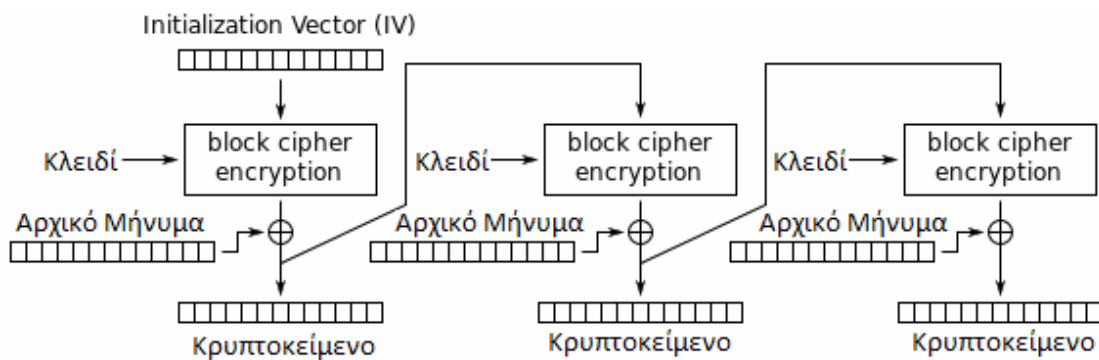 Initialization Vector (IV)
block cipher
encryption
Κλειδί
Αρχικό Μήνυμα
Κρυπτοκείμενο
block cipher
encryption
Κλειδί
Αρχικό Μήνυμα
Κρυπτοκείμενο
block cipher
encryption
Κλειδί
Αρχικό Μήνυμα
Κρυπτοκείμενο